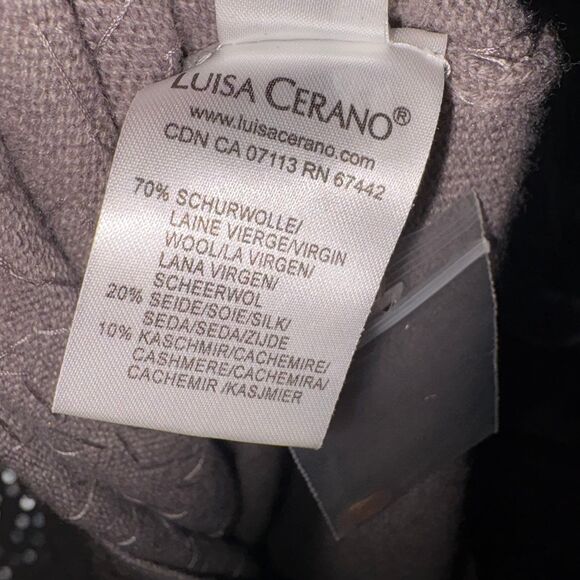 LUISA CERANO®
www.luisacerano.com
CDN CA 07113 RN 67442
70% SCHURWOLLE/
LAINE VIERGE/VIRGIN
WOOL/LA VIRGEN/
LANA VIRGEN/
SCHEERWOL
20% SEIDE/SOIE/SILK/
SEDA/SEDA/ZIJDE
10% KASCHMIR/CACHEMIRE/
CASHMERE/CACHEMIRA/
CACHEMIR /KASJMIER